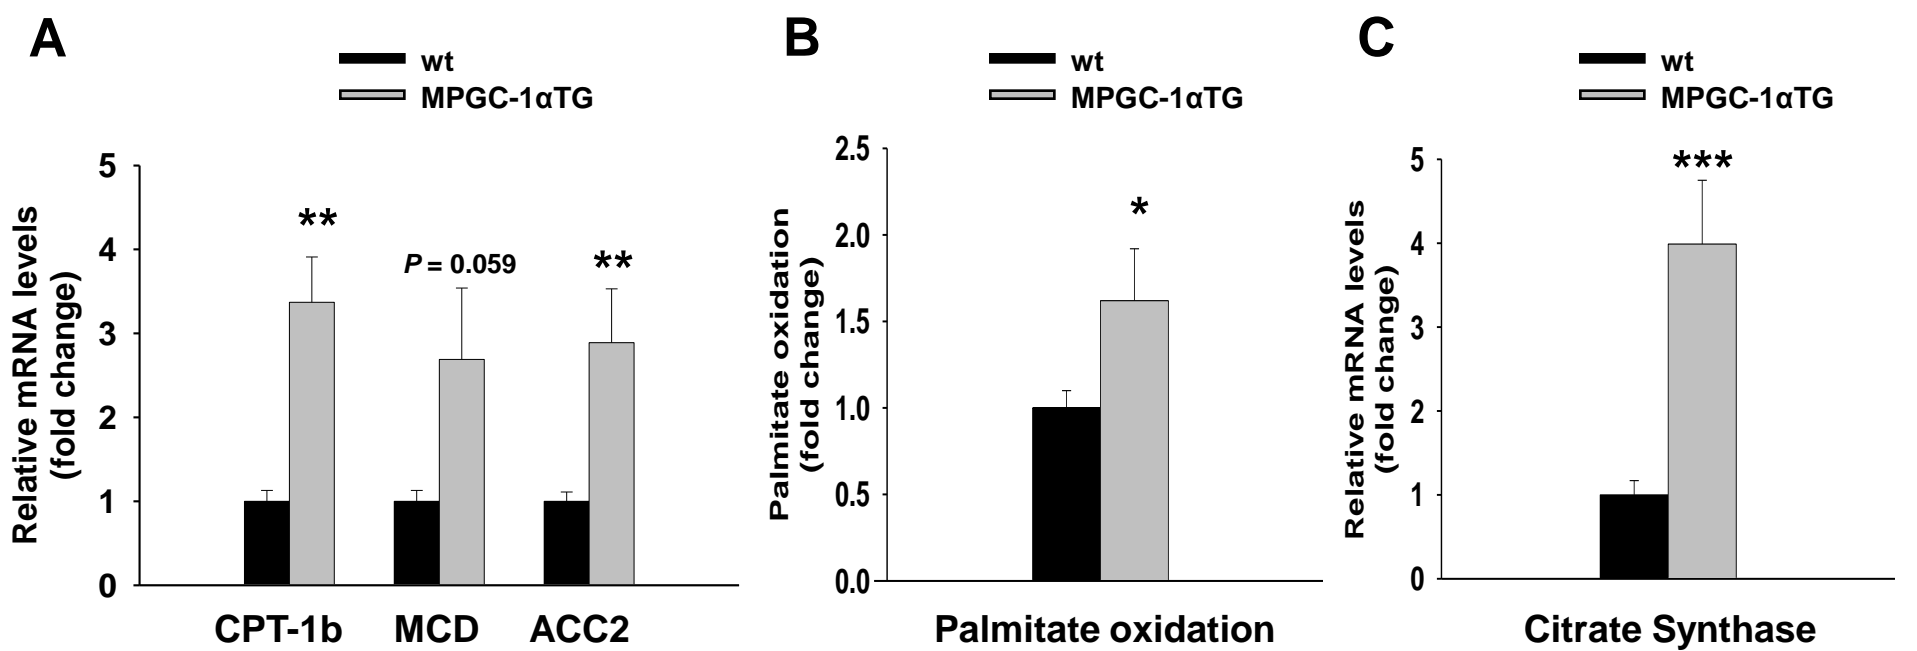 A
wt
MPGC-1αTG
Relative mRNA levels
(fold change)
5
4
3
2
1
0
**
P = 0.059
**
CPT-1b
MCD
ACC2
B
wt
MPGC-1αTG
Palmitate oxidation
(fold change)
2.5
2.0
1.5
1.0
0.5
0.0
*
Palmitate oxidation
C
wt
MPGC-1αTG
Relative mRNA levels
(fold change)
5
4
3
2
1
0
***
Citrate Synthase